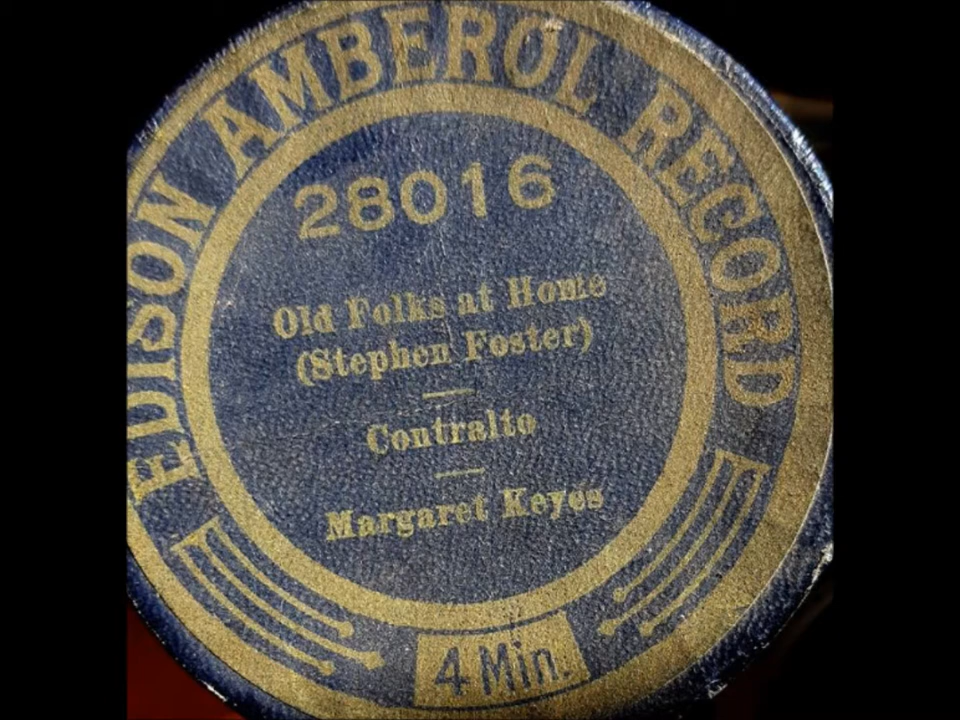 EDISON AMBEROL RECORD
28016
Old Folks at Home
(Stephen Foster)
Contralto
Margaret Keyes
4 Min.